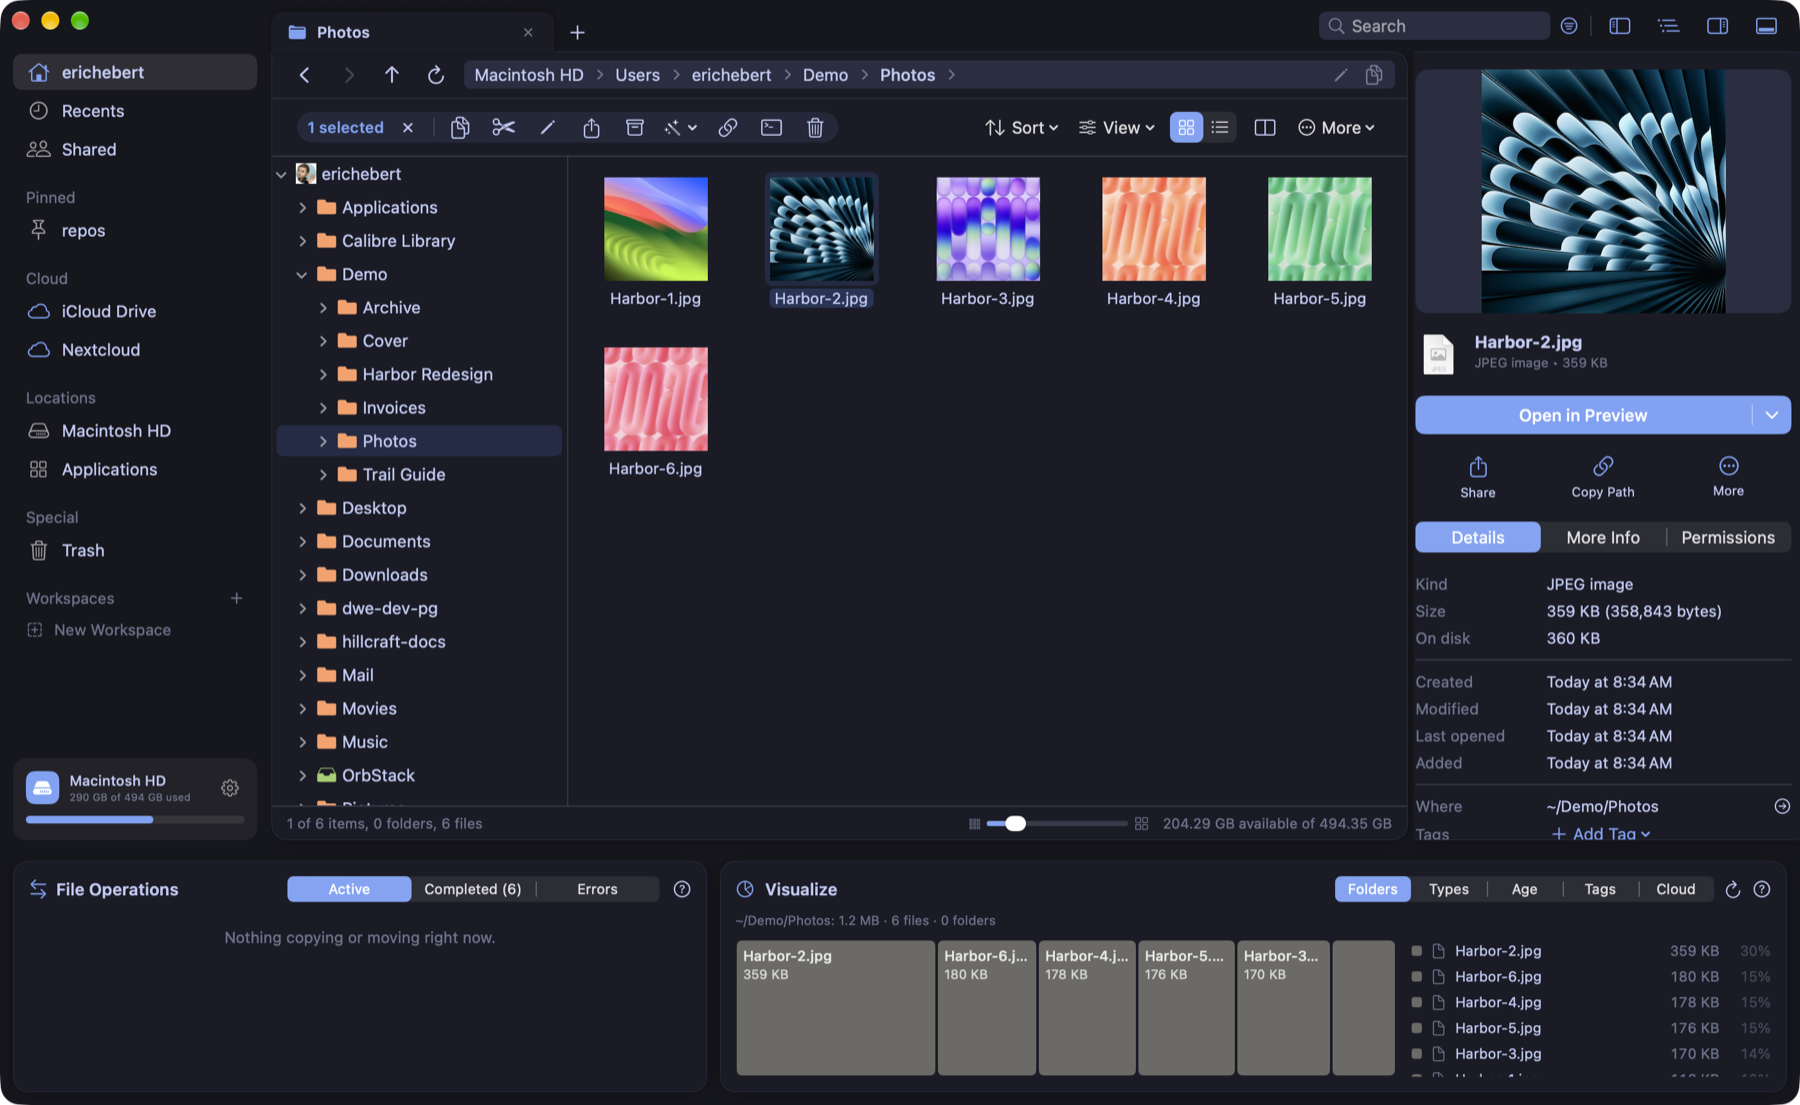 Photos
Search
erichebert
Recents
Shared
Pinned
repos
Cloud
iCloud Drive
Nextcloud
Locations
Macintosh HD
Applications
Special
Trash
Workspaces
New Workspace
Macintosh HD
290 GB of 494 GB used
Macintosh HD > Users > erichebert > Demo > Photos >
1 selected
Sort
View
More
erichebert
Applications
Calibre Library
Demo
Archive
Cover
Harbor Redesign
Invoices
Photos
Trail Guide
Desktop
Documents
Downloads
dwe-dev-pg
hillcraft-docs
Mail
Movies
Music
OrbStack
Harbor-1.jpg
Harbor-2.jpg
Harbor-3.jpg
Harbor-4.jpg
Harbor-5.jpg
Harbor-6.jpg
1 of 6 items, 0 folders, 6 files
204.29 GB available of 494.35 GB
Harbor-2.jpg
JPEG
JPEG image • 359 KB
Open in Preview
Share
Copy Path
More
Details
More Info
Permissions
Kind JPEG image
Size 359 KB (358,843 bytes)
On disk 360 KB
Created Today at 8:34 AM
Modified Today at 8:34 AM
Last opened Today at 8:34 AM
Added Today at 8:34 AM
Where ~/Demo/Photos
Tags + Add Tag
File Operations
Active
Completed (6)
Errors
Nothing copying or moving right now.
Visualize
Folders
Types
Age
Tags
Cloud
~/Demo/Photos: 1.2 MB · 6 files · 0 folders
Harbor-2.jpg
359 KB
Harbor-6.j...
180 KB
Harbor-4.j...
178 KB
Harbor-5....
176 KB
Harbor-3...
170 KB
Harbor-2.jpg 359 KB 30%
Harbor-6.jpg 180 KB 15%
Harbor-4.jpg 178 KB 15%
Harbor-5.jpg 176 KB 15%
Harbor-3.jpg 170 KB 14%